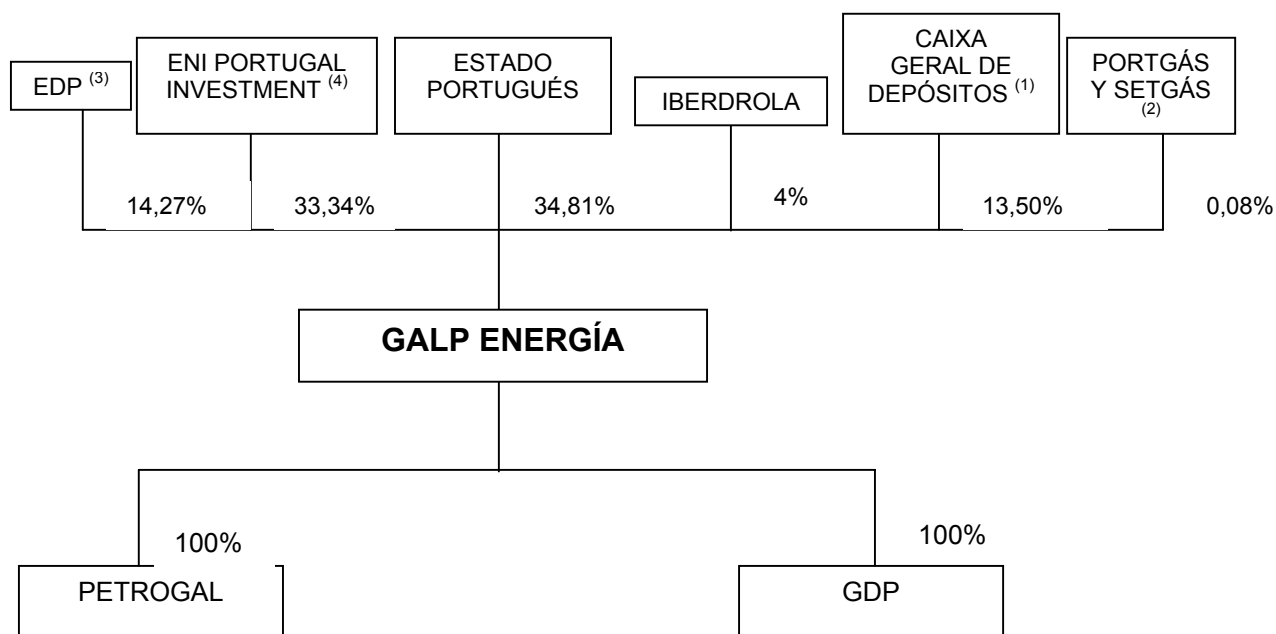 EDP (3)
ENI PORTUGAL
INVESTMENT (4)
ESTADO
PORTUGUÉS
IBERDROLA
CAIXA
GERAL DE
DEPÓSITOS (1)
PORTGÁS
Y SETGÁS
(2)
14,27%
33,34%
34,81%
4%
13,50%
0,08%
GALP ENERGÍA
100%
100%
PETROGAL
GDP